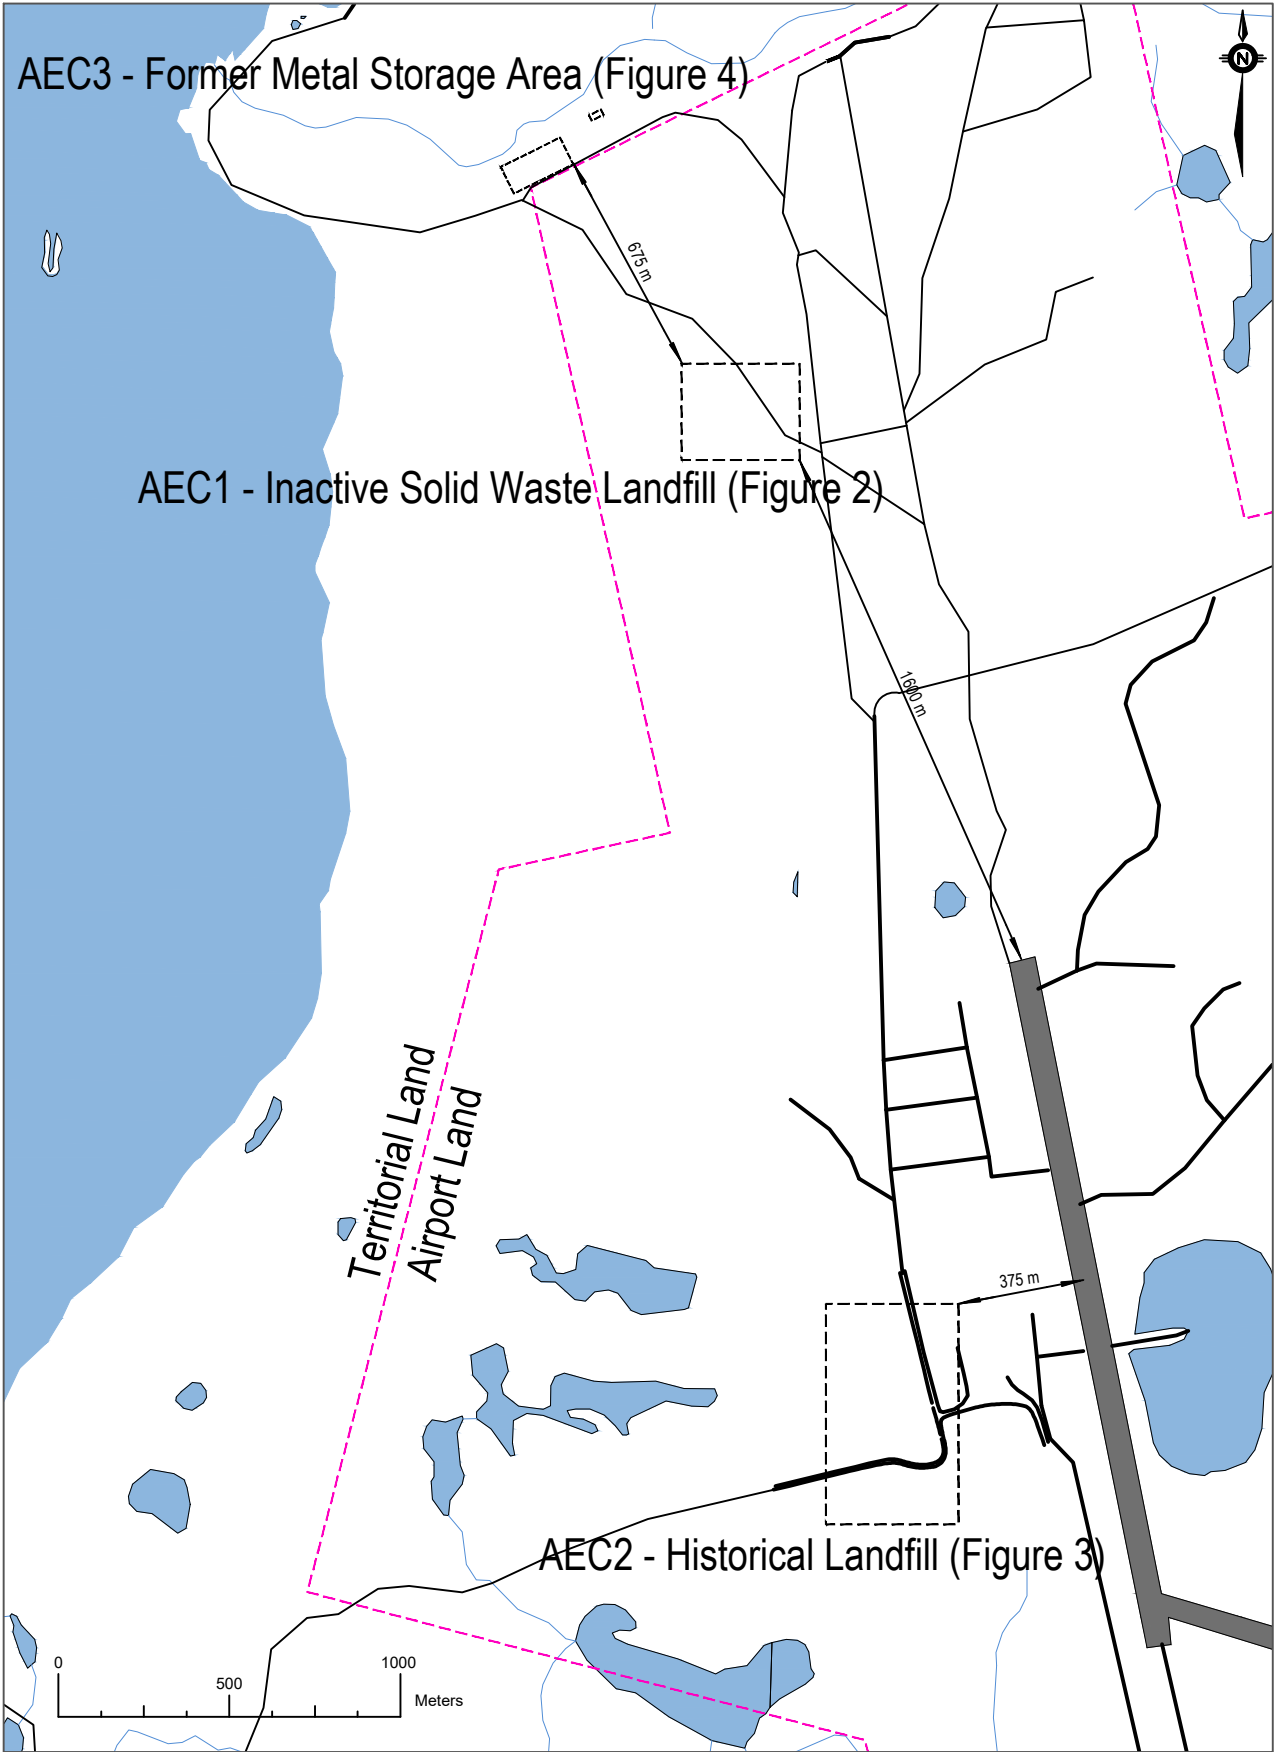 N
AEC3 - Former Metal Storage Area (Figure 4)
675 m
AEC1 - Inactive Solid Waste Landfill (Figure 2)
1600 m
Territorial Land
Airport Land
375 m
AEC2 - Historical Landfill (Figure 3)
0
500
1000
Meters